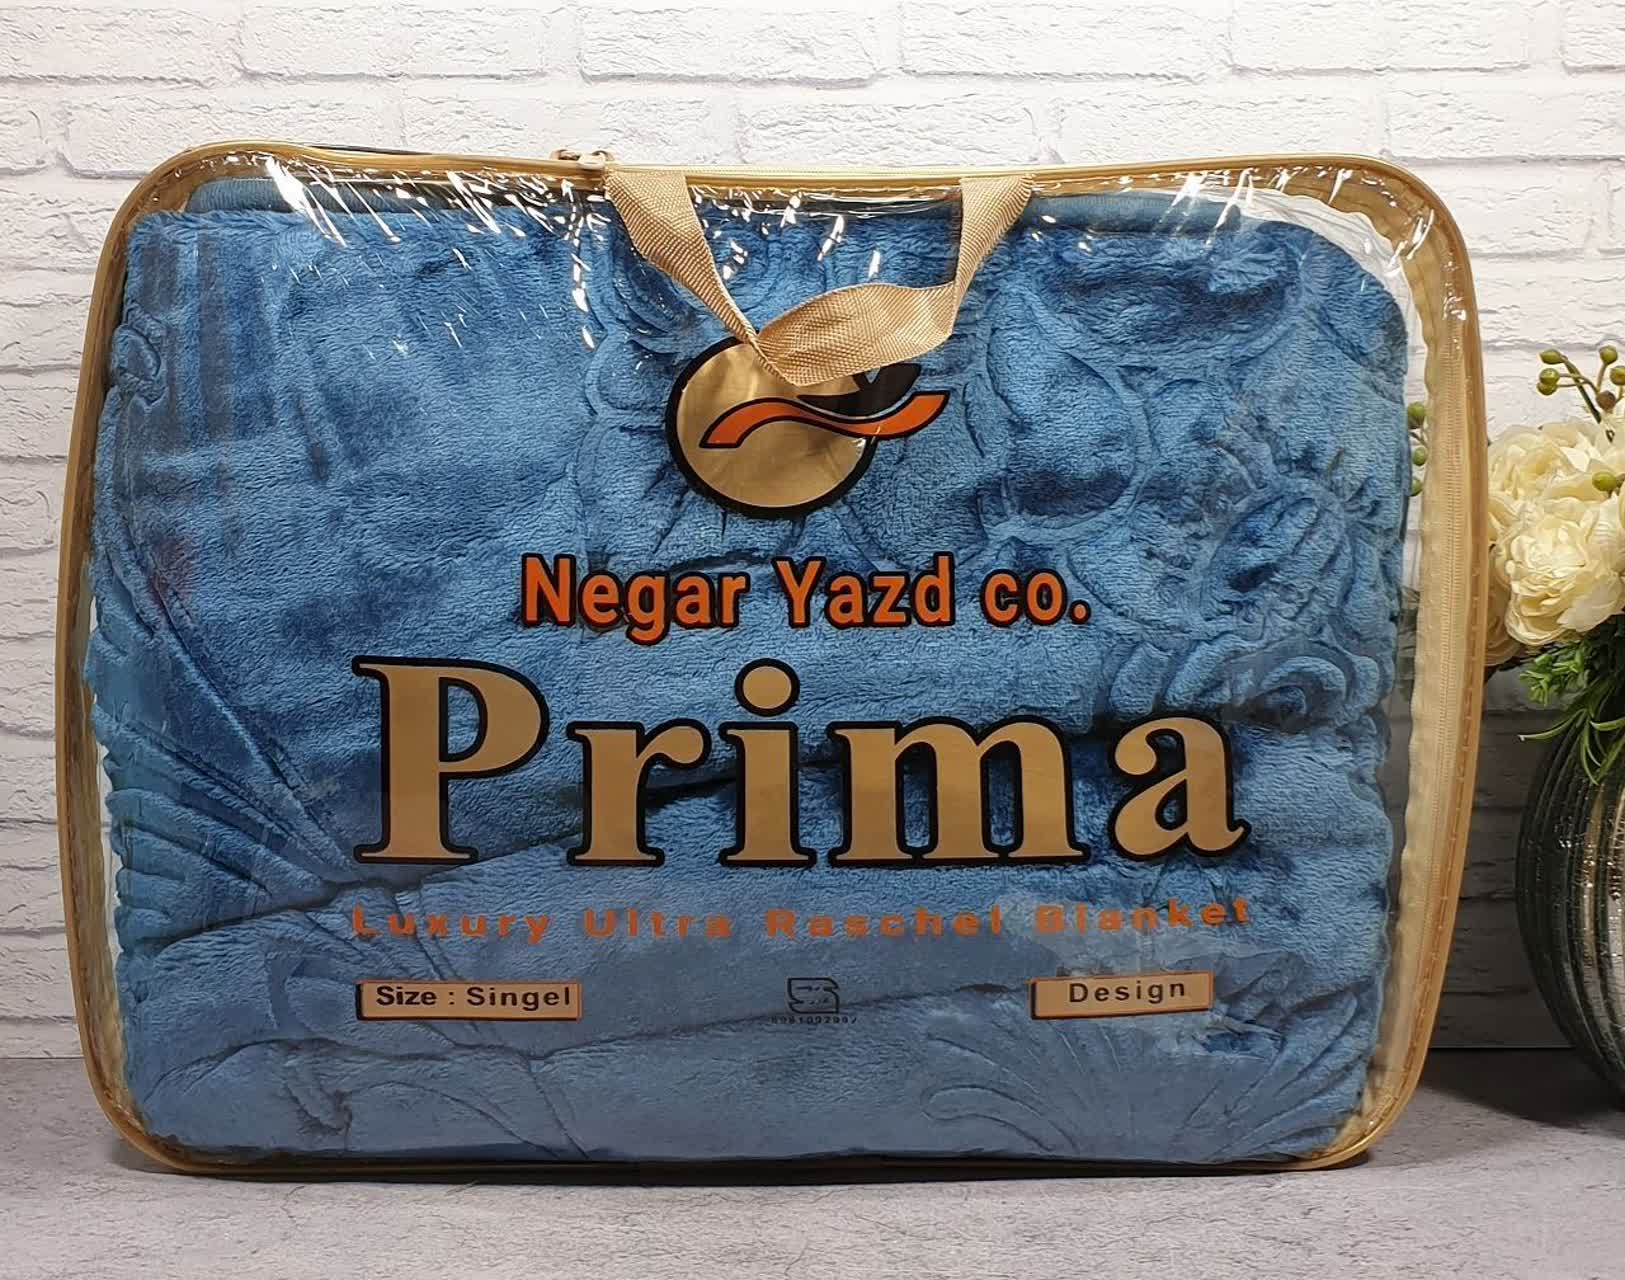 Negar Yazd co.
Prima
Luxury Ultra Raschel Blanket
Size : Singel
Design